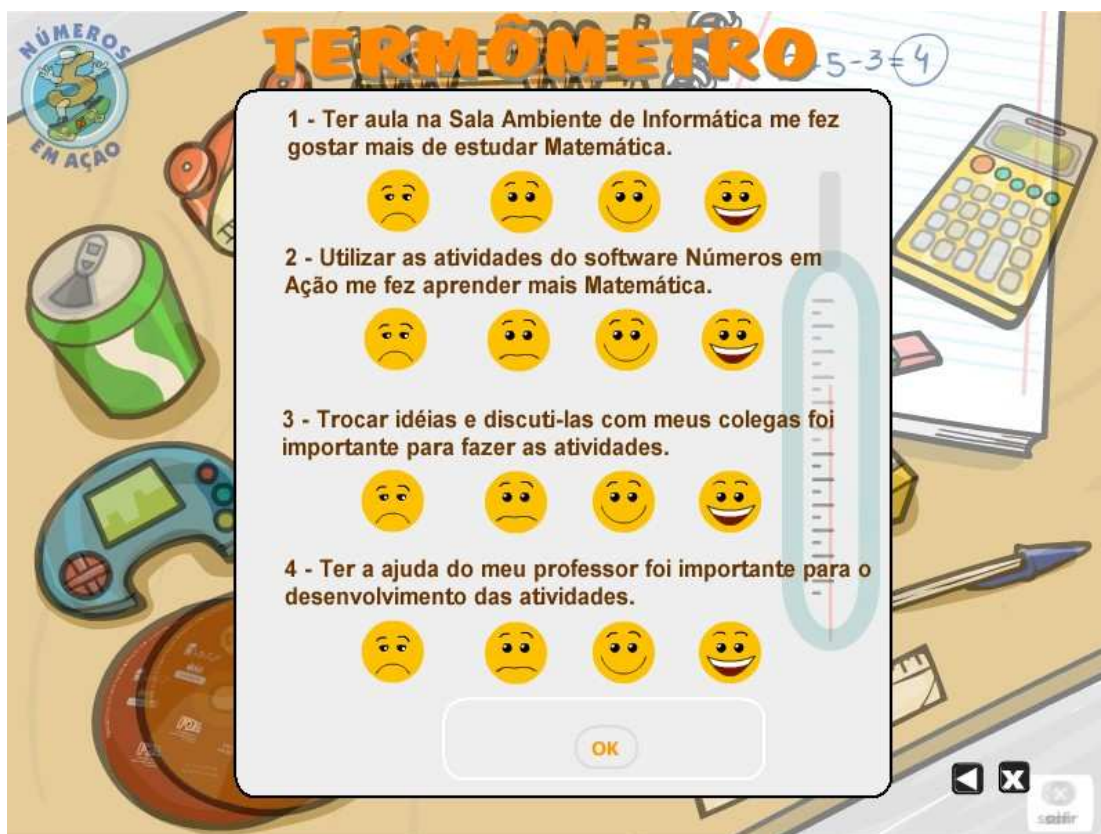 NÚMEROS
EM AÇÃO
TERMÔMETRO
5-3=4
1 - Ter aula na Sala Ambiente de Informática me fez
gostar mais de estudar Matemática.
2 - Utilizar as atividades do software Números em
Ação me fez aprender mais Matemática.
3 - Trocar idéias e discuti-las com meus colegas foi
importante para fazer as atividades.
4 - Ter a ajuda do meu professor foi importante para o
desenvolvimento das atividades.
OK